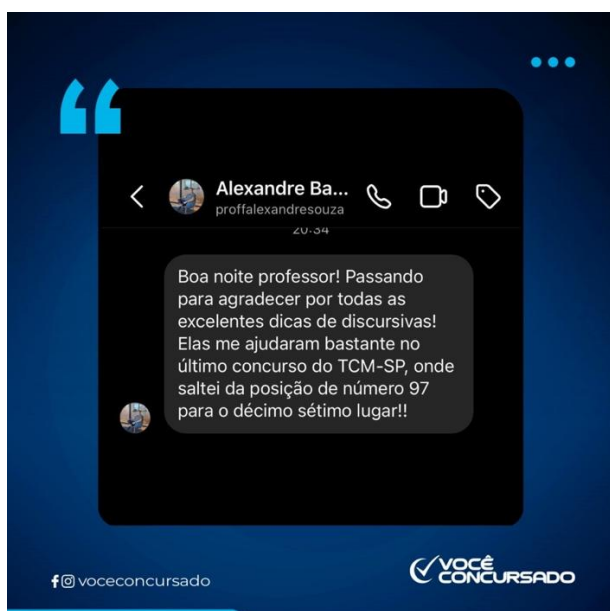 Alexandre Ba...
proffalexandresouza
20:34
Boa noite professor! Passando
para agradecer por todas as
excelentes dicas de discursivas!
Elas me ajudaram bastante no
último concurso do TCM-SP, onde
saltei da posição de número 97
para o décimo sétimo lugar!!
voceconcursado
VOCÊ
CONCURSADO